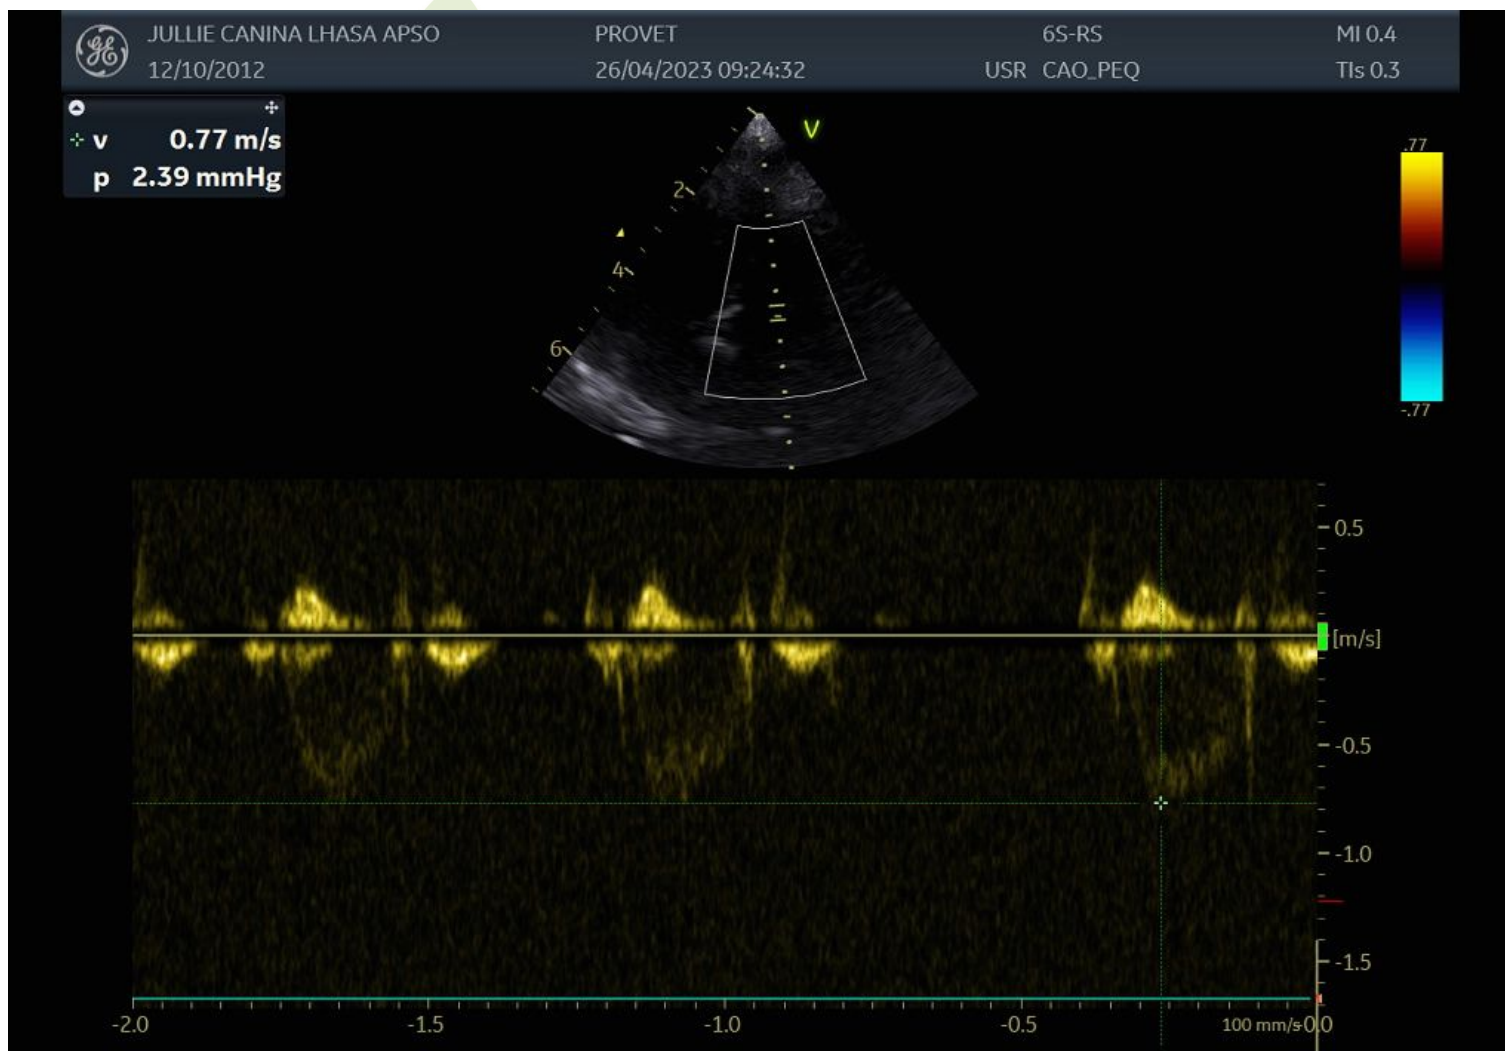 JULLIE CANINA LHASA APSO PROVET 6S-RS MI 0.4
12/10/2012 26/04/2023 09:24:32 USR CAO_PEQ TIs 0.3
v 0.77 m/s
p 2.39 mmHg
V
.77
2
4
6
-.77
0.5
[m/s]
-0.5
-1.0
-1.5
-2.0 -1.5 -1.0 -0.5 100 mm/s 0.0